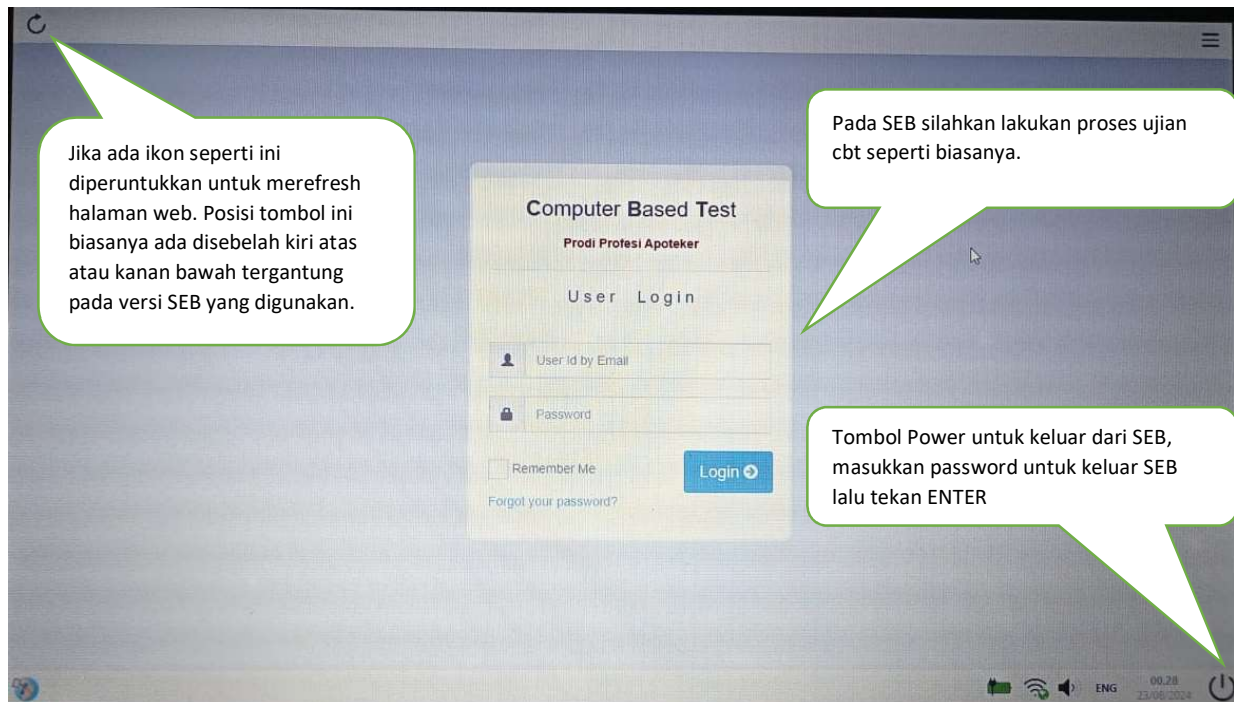 Jika ada ikon seperti ini
diperuntukkan untuk merefresh
halaman web. Posisi tombol ini
biasanya ada disebelah kiri atas
atau kanan bawah tergantung
pada versi SEB yang digunakan.
Pada SEB silahkan lakukan proses ujian
cbt seperti biasanya.
Computer Based Test
Prodi Profesi Apoteker
User Login
User Id by Email
Password
Remember Me
Login
Forgot your password?
Tombol Power untuk keluar dari SEB,
masukkan password untuk keluar SEB
lalu tekan ENTER
ENG
00.28
23/08/2024